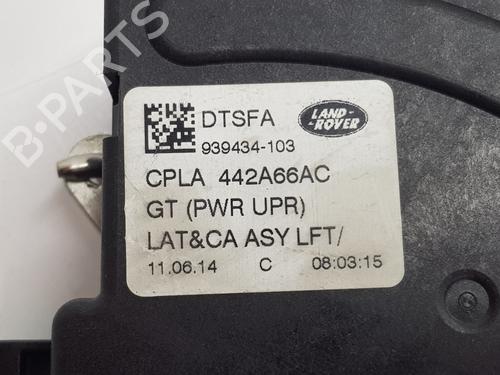 B-PARTS
DTSFA
LAND-
-ROVER
939434-103
CPLA 442A66AC
GT (PWR UPR)
LAT&CA ASY LFT/
11.06.14 C 08:03:15